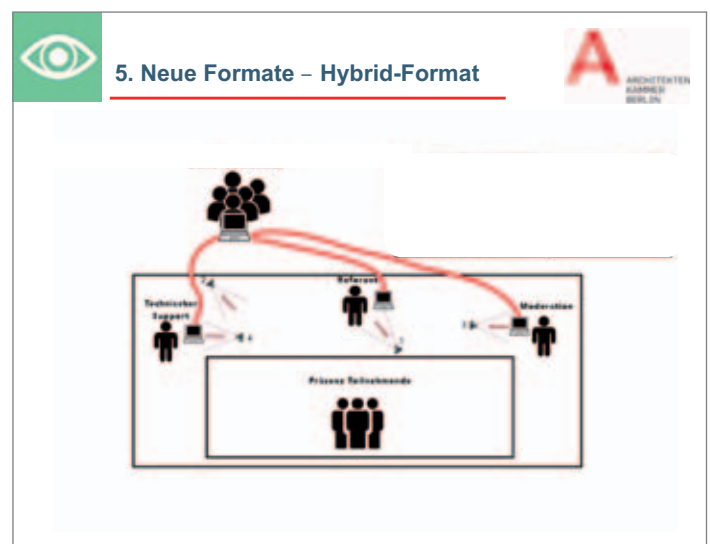 5. Neue Formate – Hybrid-Format
ARCHITEKTEN
KAMMER
BERLIN
Referent
Technischer
Support
Moderation
Präsenz Teilnehmende